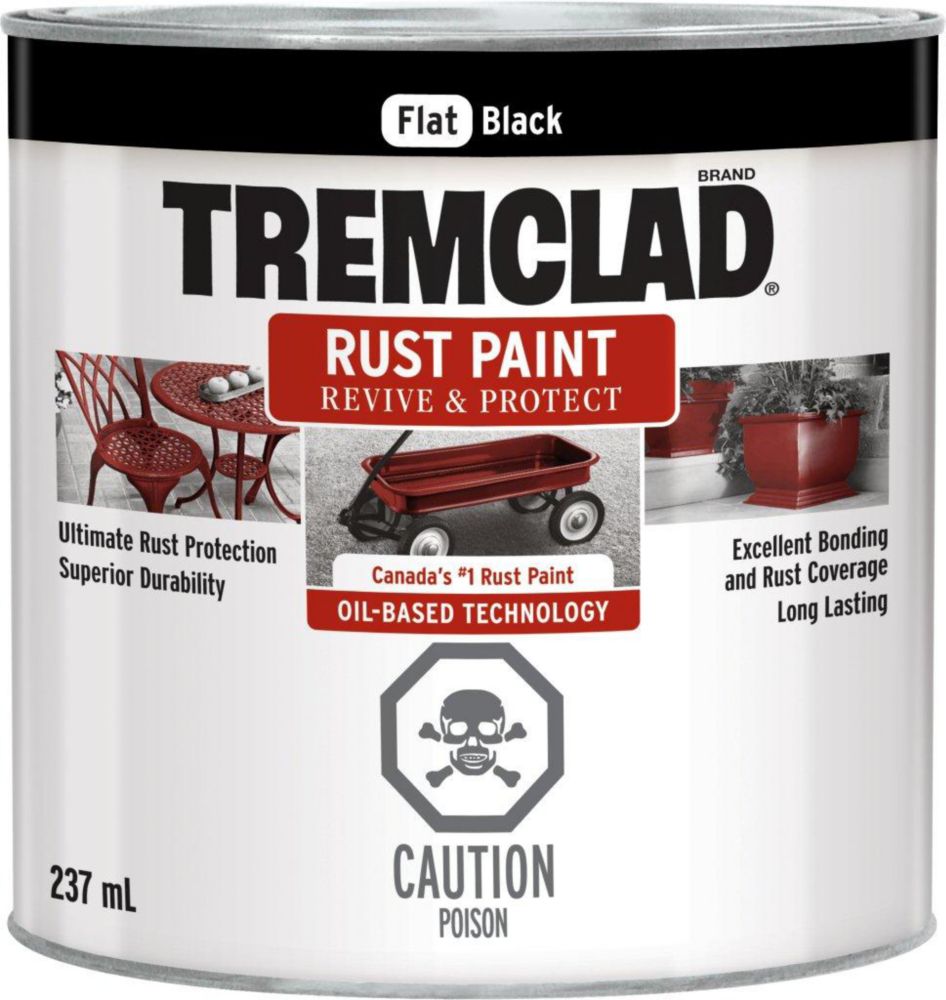 Flat Black
BRAND
TREMCLAD®
RUST PAINT
REVIVE & PROTECT
Ultimate Rust Protection
Superior Durability
Canada's #1 Rust Paint
OIL-BASED TECHNOLOGY
Excellent Bonding
and Rust Coverage
Long Lasting
CAUTION
POISON
237 mL